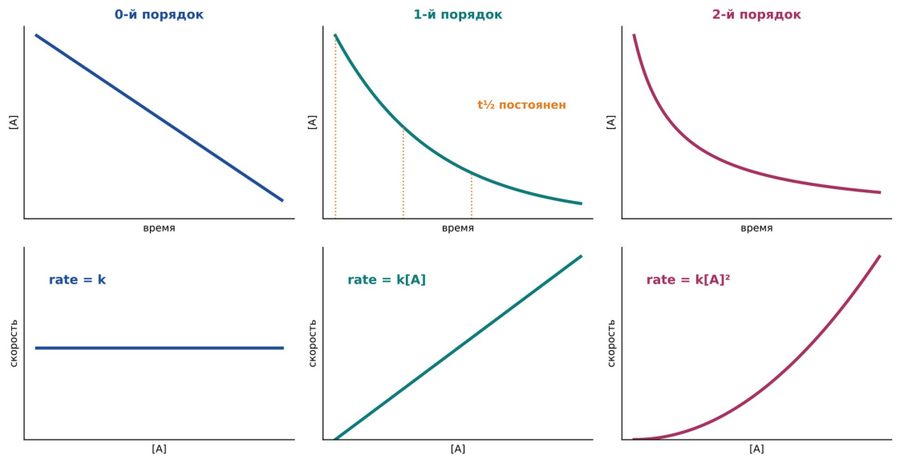 0-й порядок
1-й порядок
2-й порядок
[A]
время
[A]
t½ постоянен
время
[A]
время
rate = k
скорость
[A]
rate = k[A]
скорость
[A]
rate = k[A]²
скорость
[A]